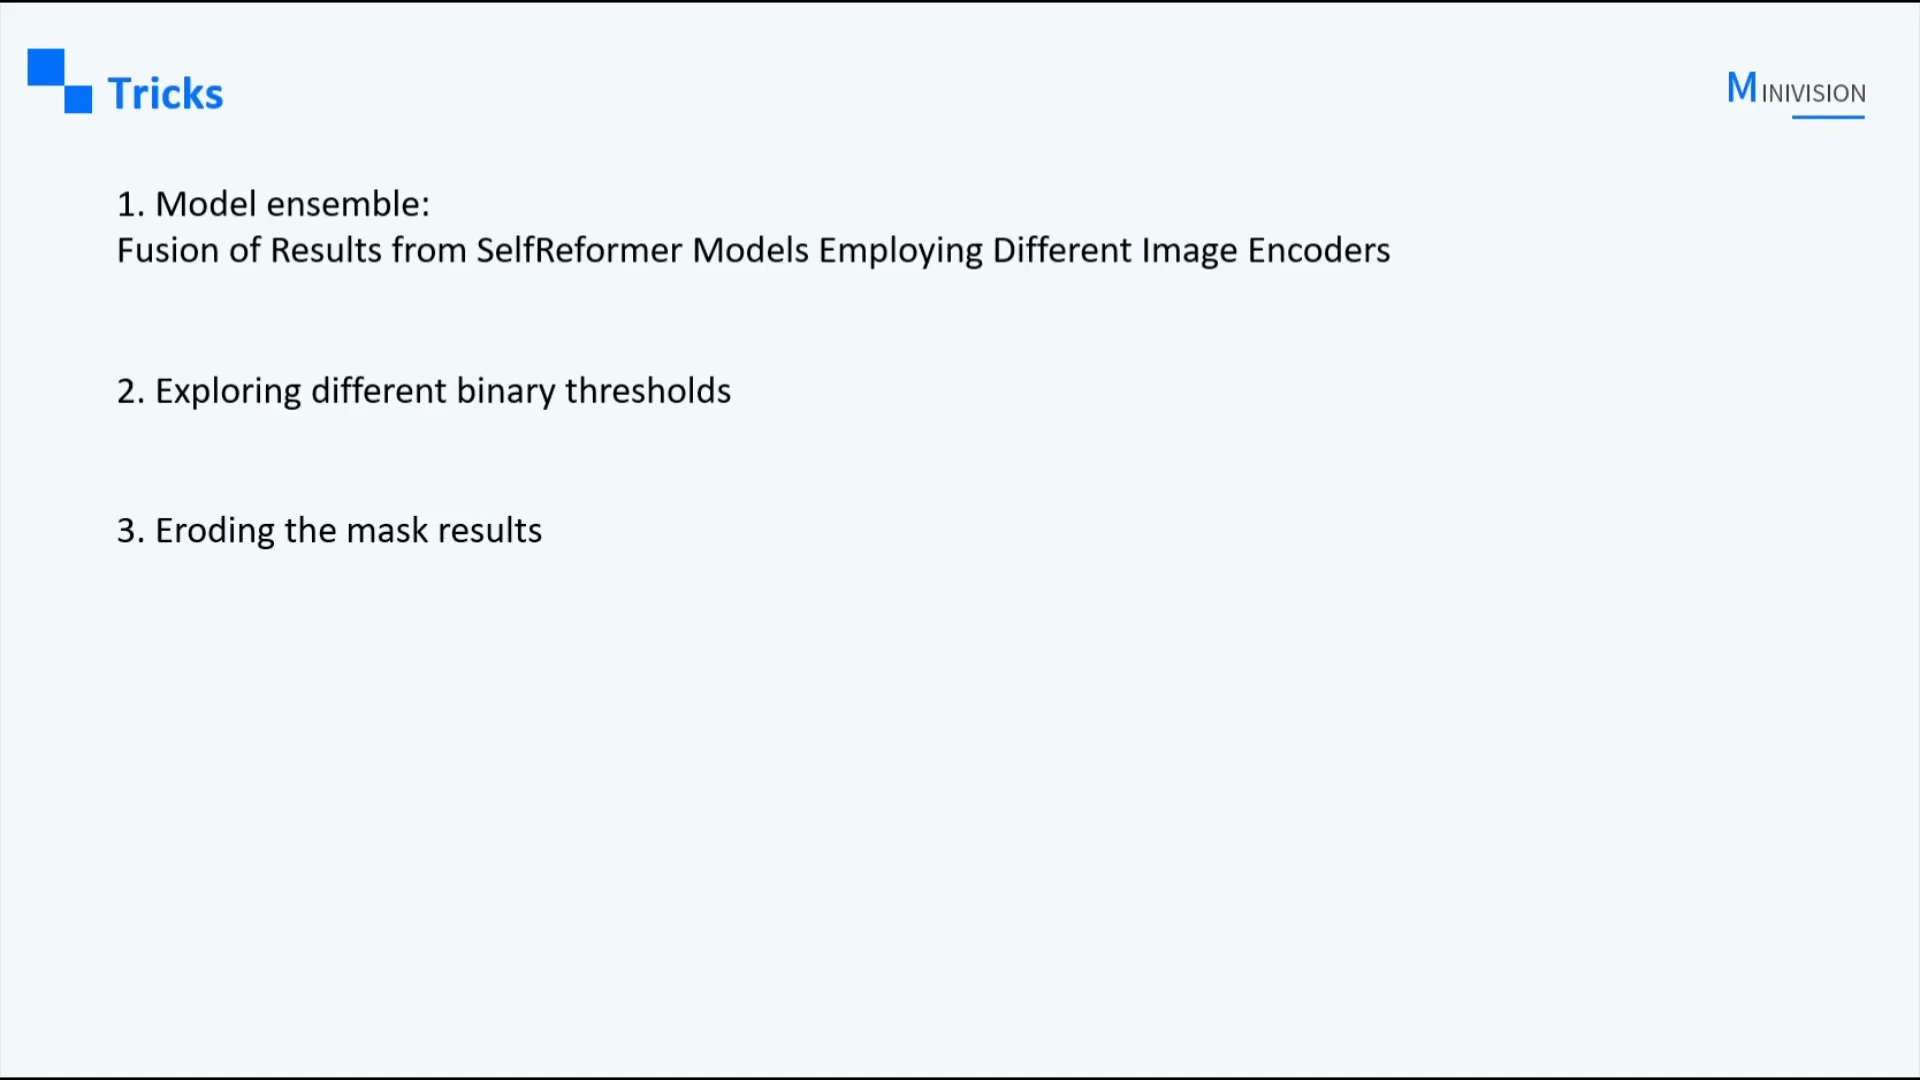 Tricks
MINIVISION
1. Model ensemble:
Fusion of Results from SelfReformer Models Employing Different Image Encoders
2. Exploring different binary thresholds
3. Eroding the mask results